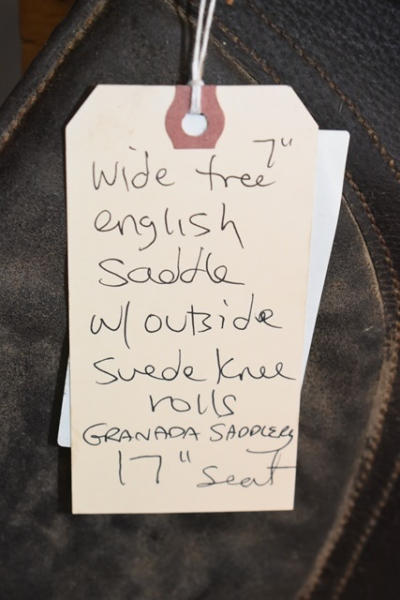 7"
wide tree
english
saddle
w/ outside
suede knee
rolls
GRANADA SADDLERY
17" seat